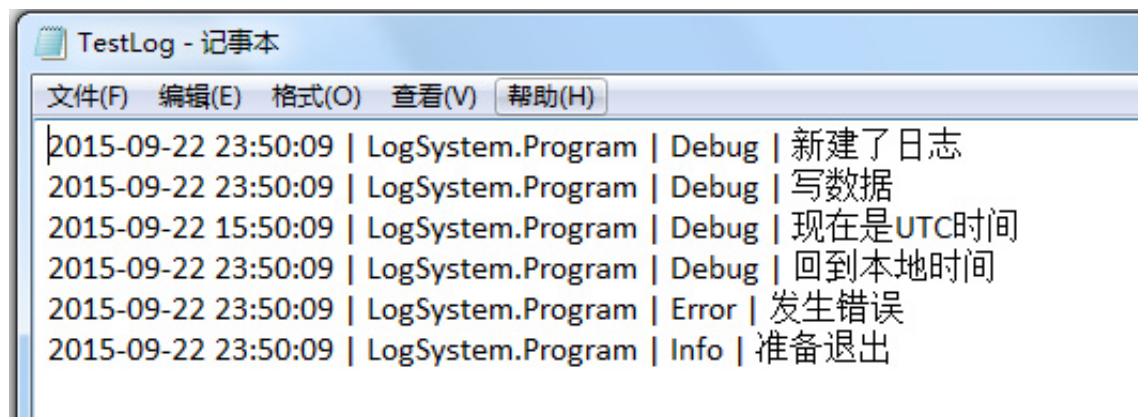 TestLog - 记事本
文件(F) 编辑(E) 格式(O) 查看(V) 帮助(H)
2015-09-22 23:50:09 | LogSystem.Program | Debug | 新建了日志
2015-09-22 23:50:09 | LogSystem.Program | Debug | 写数据
2015-09-22 15:50:09 | LogSystem.Program | Debug | 现在是UTC时间
2015-09-22 23:50:09 | LogSystem.Program | Debug | 回到本地时间
2015-09-22 23:50:09 | LogSystem.Program | Error | 发生错误
2015-09-22 23:50:09 | LogSystem.Program | Info | 准备退出